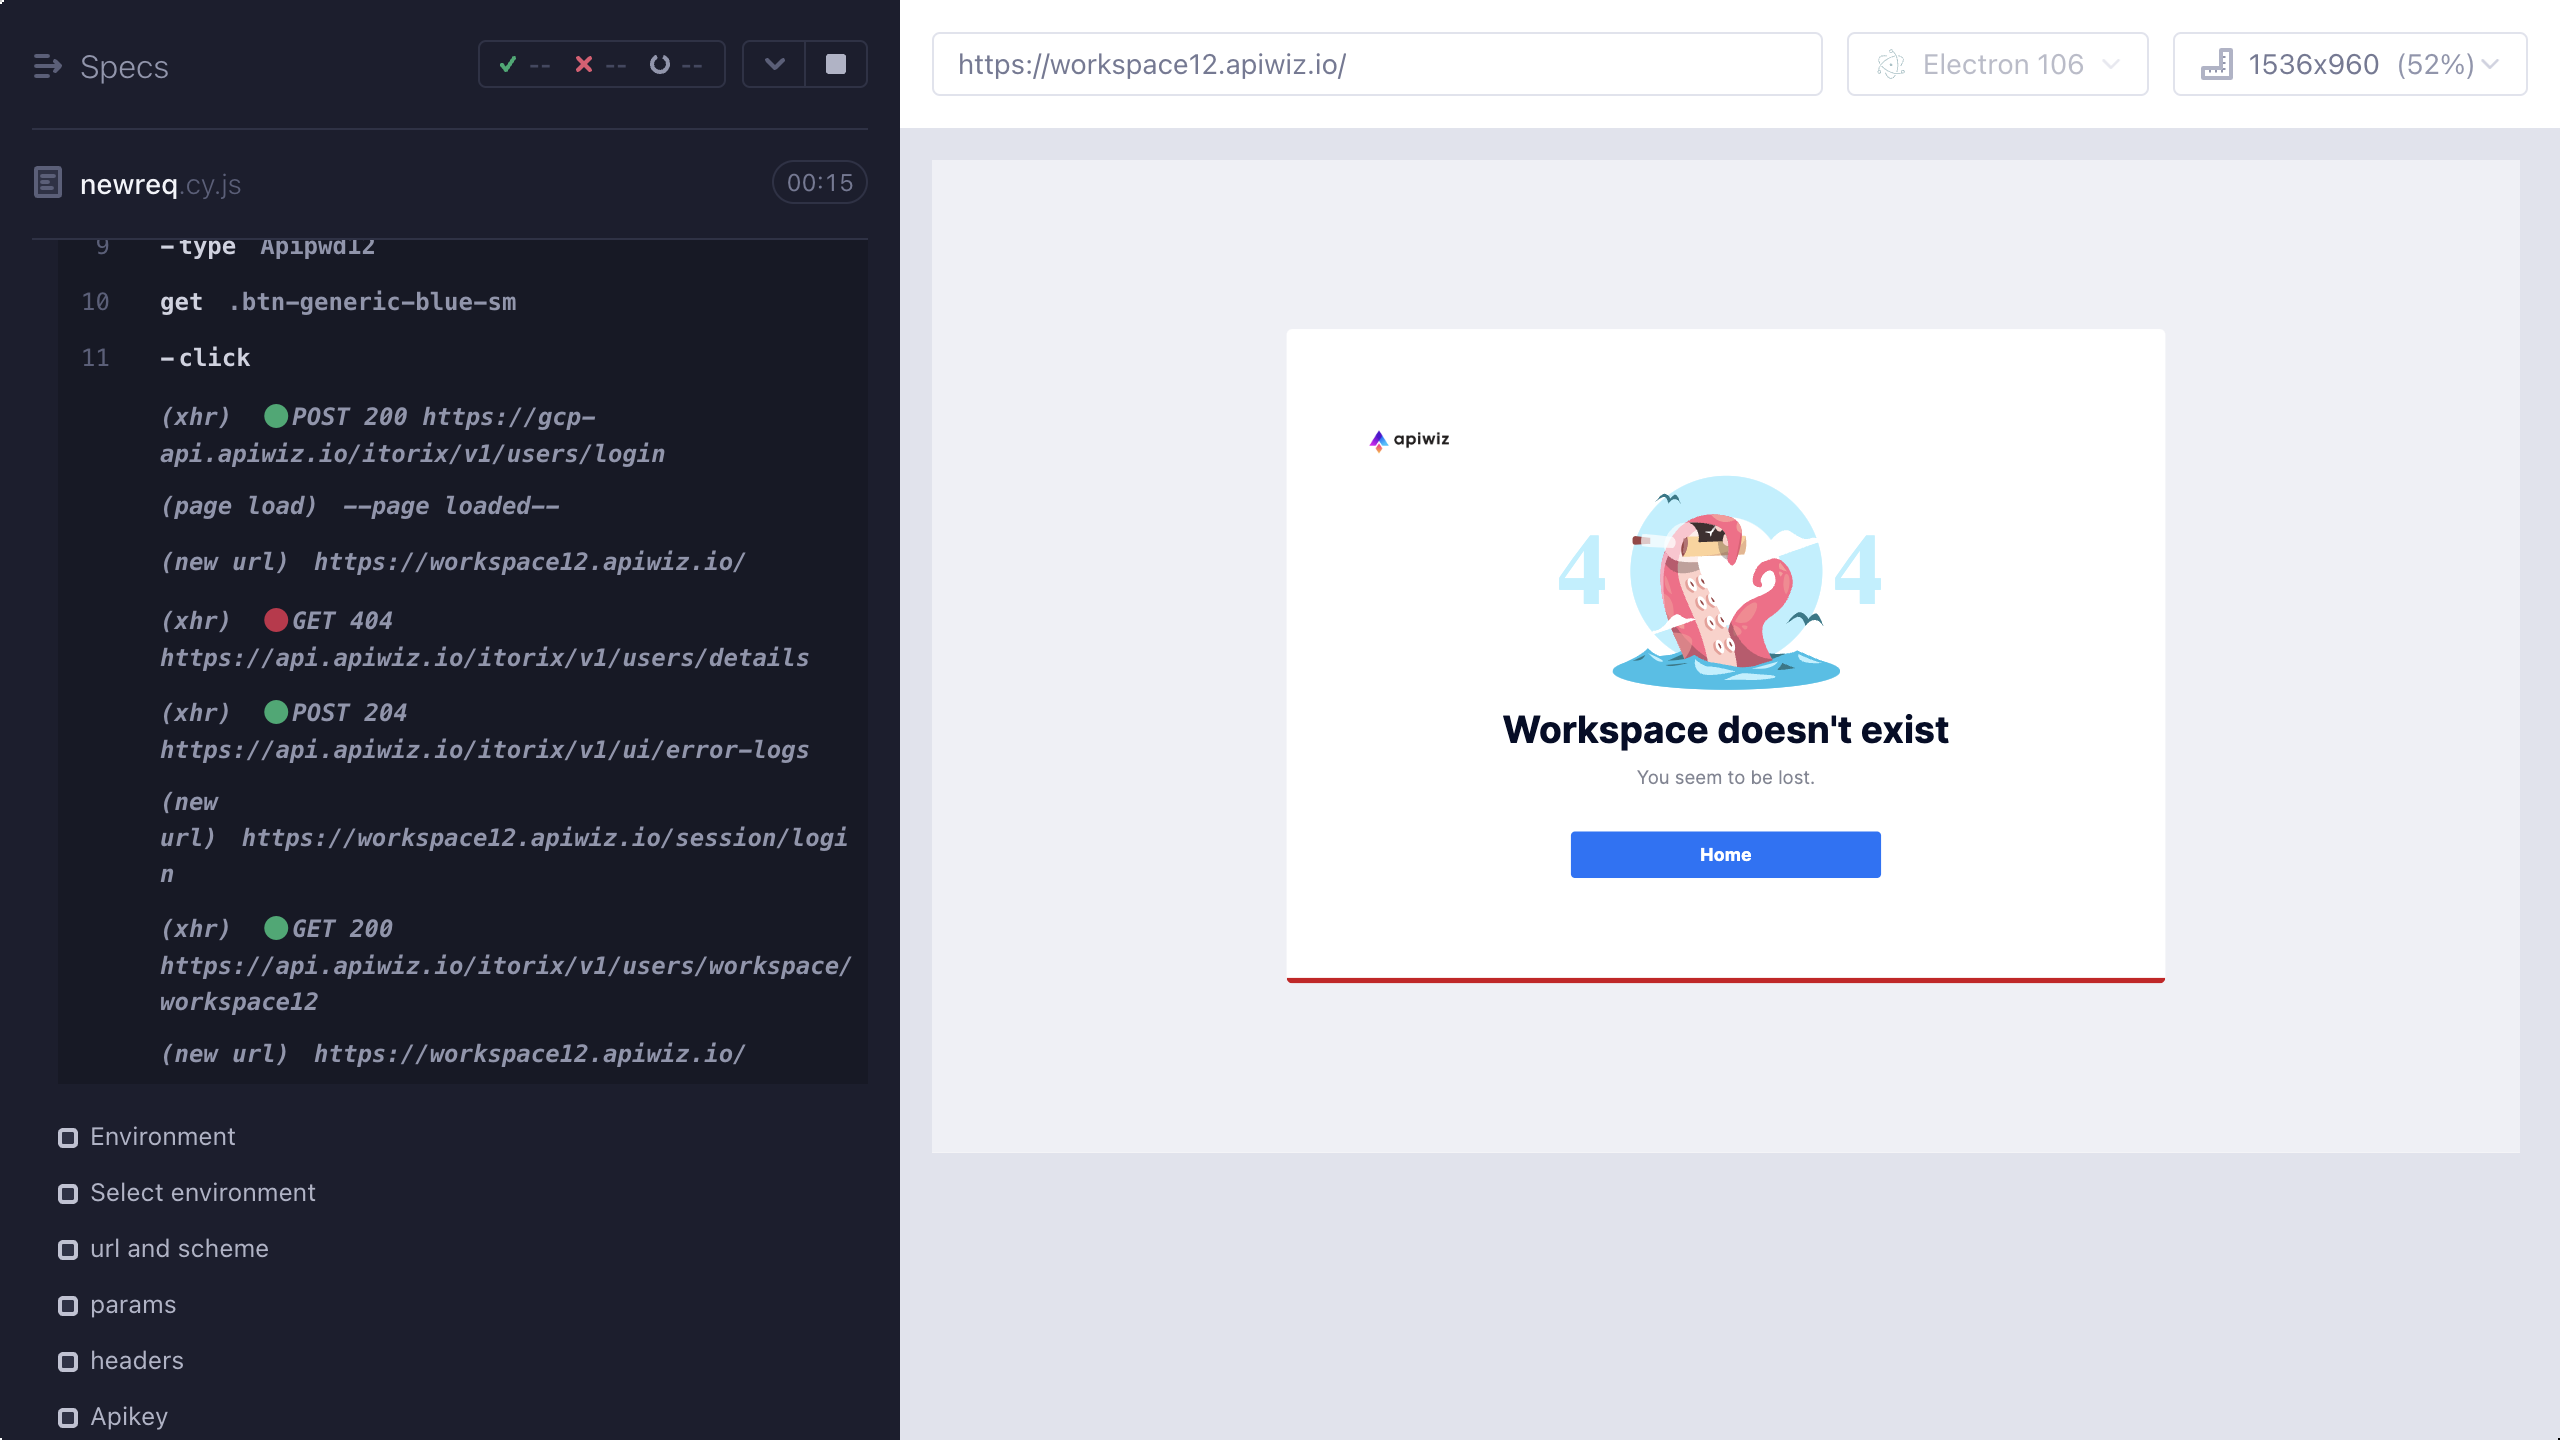 Specs
-- -- --
newreq.cy.js
00:15
9 -type Apipwd12
10 get .btn-generic-blue-sm
11 -click
(xhr) POST 200 https://gcp-
api.apiwiz.io/itorix/v1/users/login
(page load) --page loaded--
(new url) https://workspace12.apiwiz.io/
(xhr) GET 404
https://api.apiwiz.io/itorix/v1/users/details
(xhr) POST 204
https://api.apiwiz.io/itorix/v1/ui/error-logs
(new
url) https://workspace12.apiwiz.io/session/logi
n
(xhr) GET 200
https://api.apiwiz.io/itorix/v1/users/workspace/
workspace12
(new url) https://workspace12.apiwiz.io/
Environment
Select environment
url and scheme
params
headers
Apikey
https://workspace12.apiwiz.io/
Electron 106
1536x960 (52%)
apiwiz
4 4
Workspace doesn't exist
You seem to be lost.
Home